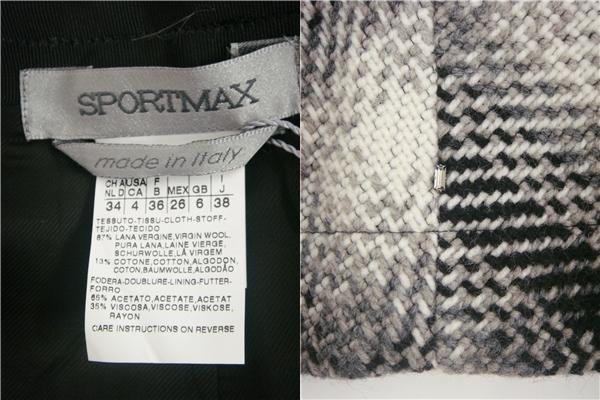 SPORTMAX
made in Italy
CH AUSA F I
NL D CA B MEX GB J
34 4 36 26 6 38
TESSUTO-TISSU-CLOTH-STOFF-
TEJIDO-TECIDO
87% LANA VERGINE,VIRGIN WOOL,
PURA LANA,LAINE VIERGE,
SCHURWOLLE,LÃ VIRGEM
13% COTONE,COTTON,ALGODÓN,
COTON,BAUMWOLLE,ALGODÃO
FODERA-DOUBLURE-LINING-FUTTER-
FORRO
65% ACETATO,ACETATE,ACETAT
35% VISCOSA,VISCOSE,VISKOSE,
RAYON
CARE INSTRUCTIONS ON REVERSE